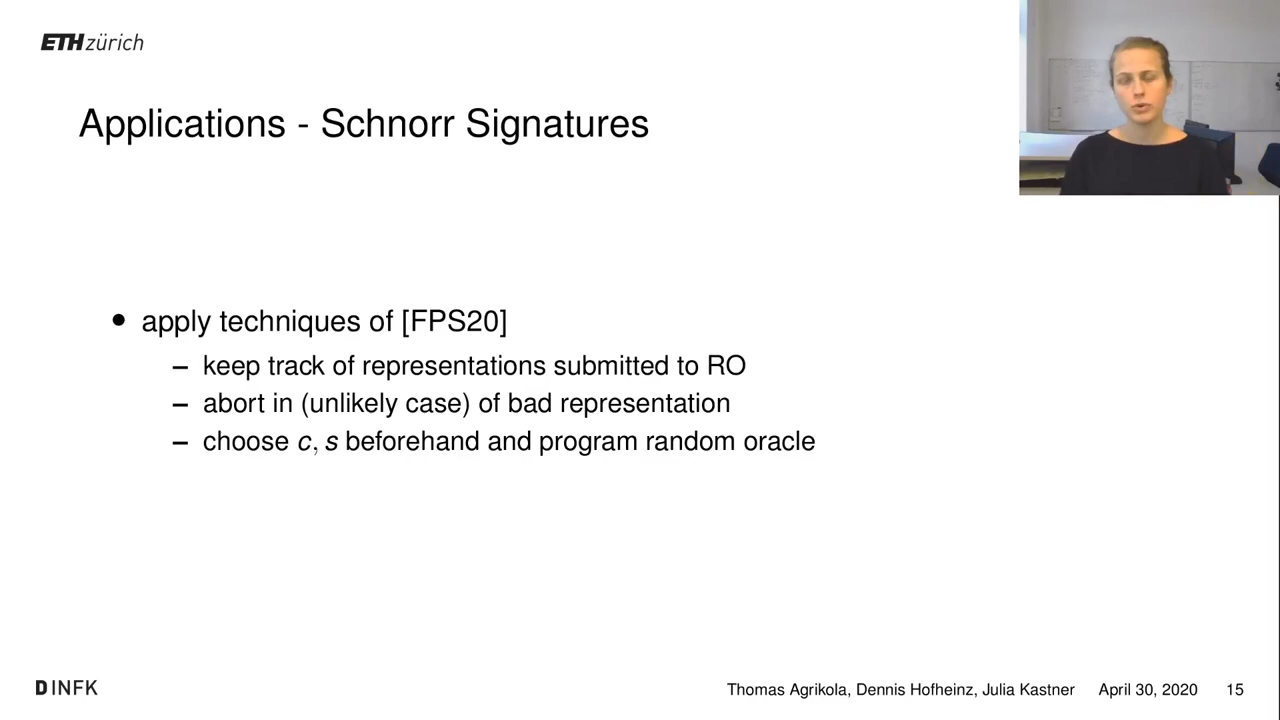 ETH zürich
Applications - Schnorr Signatures
• apply techniques of [FPS20]
– keep track of representations submitted to RO
– abort in (unlikely case) of bad representation
– choose c, s beforehand and program random oracle
D INFK
Thomas Agrikola, Dennis Hofheinz, Julia Kastner April 30, 2020 15